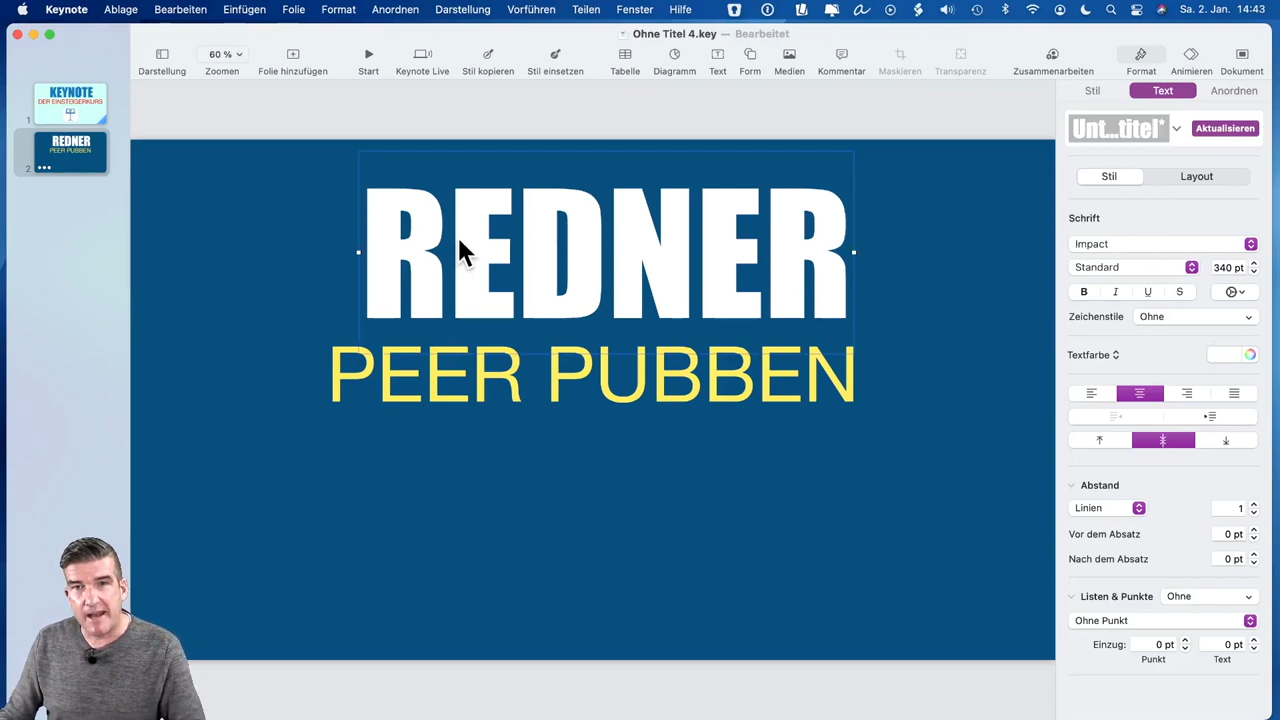 Keynote Ablage Bearbeiten Einfügen Folie Format Anordnen Darstellung Vorführen Teilen Fenster Hilfe Sa. 2. Jan. 14:43
Ohne Titel 4.key — Bearbeitet
60 %
Darstellung Zoomen Folie hinzufügen Start Keynote Live Stil kopieren Stil einsetzen Tabelle Diagramm Text Form Medien Kommentar Maskieren Transparenz Zusammenarbeiten Format Animieren Dokument
KEYNOTE
DER EINSTEIGERKURS
1
REDNER
PEER PUBBEN
2
REDNER
PEER PUBBEN
Stil Text Anordnen
Unt...titel* Aktualisieren
Stil Layout
Schrift
Impact
Standard 340 pt
B I U S
Zeichenstile Ohne
Textfarbe
Abstand
Linien 1
Vor dem Absatz 0 pt
Nach dem Absatz 0 pt
Listen & Punkte Ohne
Ohne Punkt
Einzug: 0 pt 0 pt
Punkt Text